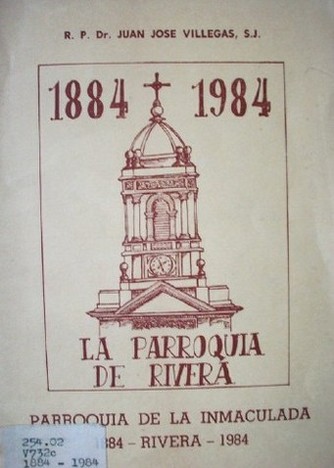 R. P. Dr. JUAN JOSE VILLEGAS, S.J.
1884 1984
LA PARROQUIA
DE RIVERA
PARROQUIA DE LA INMACULADA
1884 - RIVERA - 1984
254.02
V732c
1884 - 1984